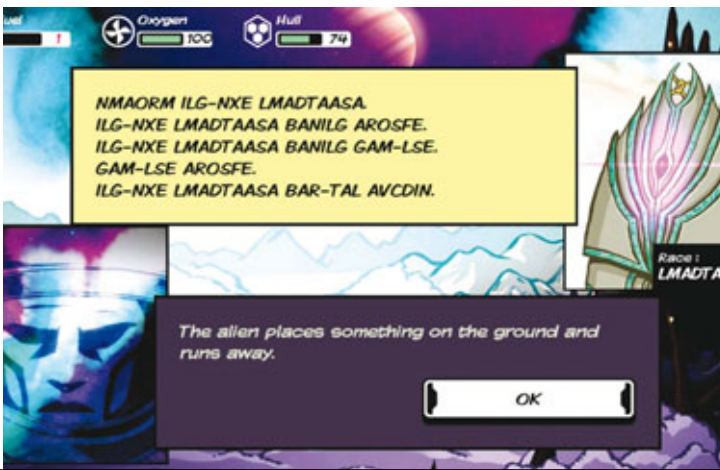 uel
1
Oxygen
100
Hull
74
NMAORM ILG-NXE LMADTAASA.
ILG-NXE LMADTAASA BANILG AROSFE.
ILG-NXE LMADTAASA BANILG GAM-LSE.
GAM-LSE AROSFE.
ILG-NXE LMADTAASA BAR-TAL AVCDIN.
Race :
LMADTA
The alien places something on the ground and
runs away.
OK